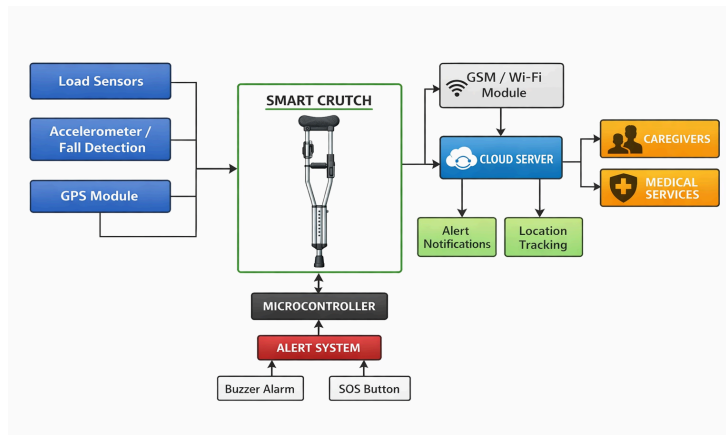 Load Sensors
Accelerometer /
Fall Detection
GPS Module
SMART CRUTCH
GSM / Wi-Fi
Module
CLOUD SERVER
CAREGIVERS
MEDICAL
SERVICES
Alert
Notifications
Location
Tracking
MICROCONTROLLER
ALERT SYSTEM
Buzzer Alarm
SOS Button